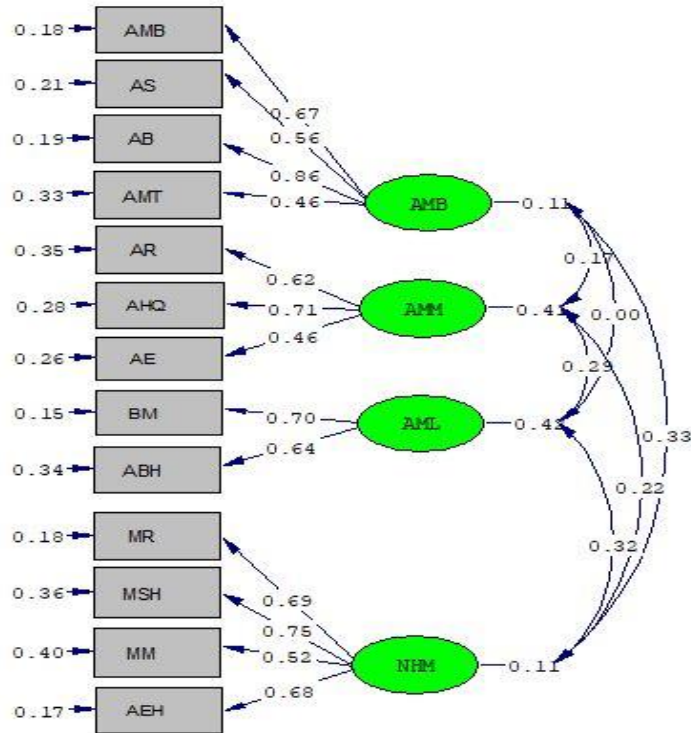 0.18 AMB
0.67
0.21 AS
0.56
0.19 AB
0.86
0.33 AMT
0.46
AMB 0.11
0.17
0.35 AR
0.62
0.28 AHQ
0.71
AMM 0.41
0.00
0.26 AE
0.46
0.29
0.15 BM
0.70
AML 0.42
0.33
0.34 ABH
0.64
0.22
0.18 MR
0.32
0.36 MSH
0.69
0.75
0.40 MM
0.52
NHM 0.11
0.68
0.17 AEH